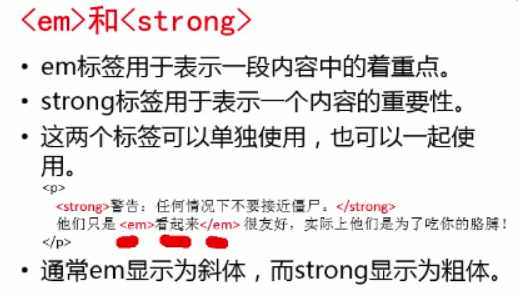 <em>和<strong>
• em标签用于表示一段内容中的着重点。
• strong标签用于表示一个内容的重要性。
• 这两个标签可以单独使用，也可以一起使
用。
<p>
<strong>警告：任何情况下不要接近僵尸。</strong>
他们只是<em>看起来</em>很友好，实际上他们是为了吃你的胳膊！
</p>
• 通常em显示为斜体，而strong显示为粗体。